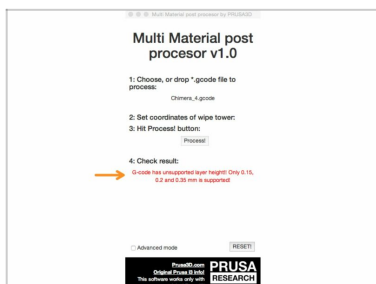 Multi Material post procesor by PRUSA3D
Multi Material post
procesor v1.0
1: Choose, or drop *.gcode file to
process:
Chimera_4.gcode
2: Set coordinates of wipe tower:
3: Hit Process! button:
Process!
4: Check result:
G-code has unsupported layer height!! Only 0.15,
0.2 and 0.35 mm is supported!
Advanced mode
RESET!
Prusa3D.com
Original Prusa i3 info!
This software works only with
PRUSA
RESEARCH